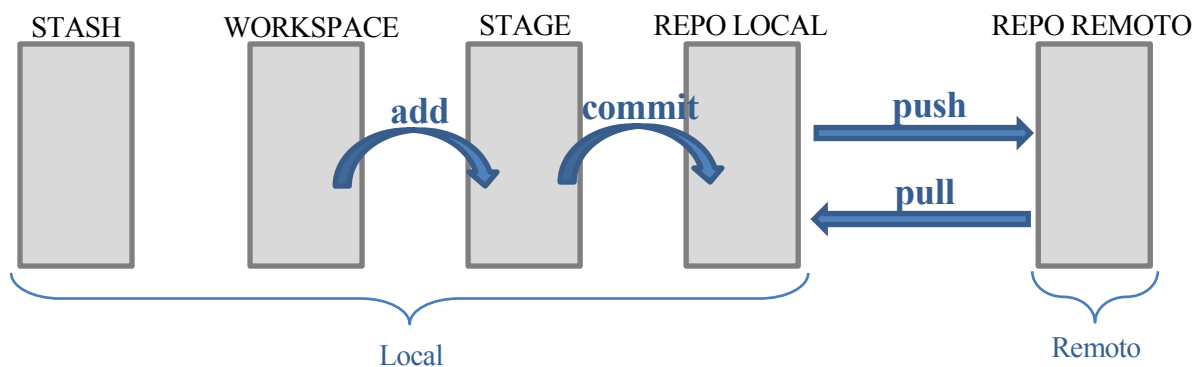 STASH
WORKSPACE
STAGE
REPO LOCAL
REPO REMOTO
add
commit
push
pull
Local
Remoto